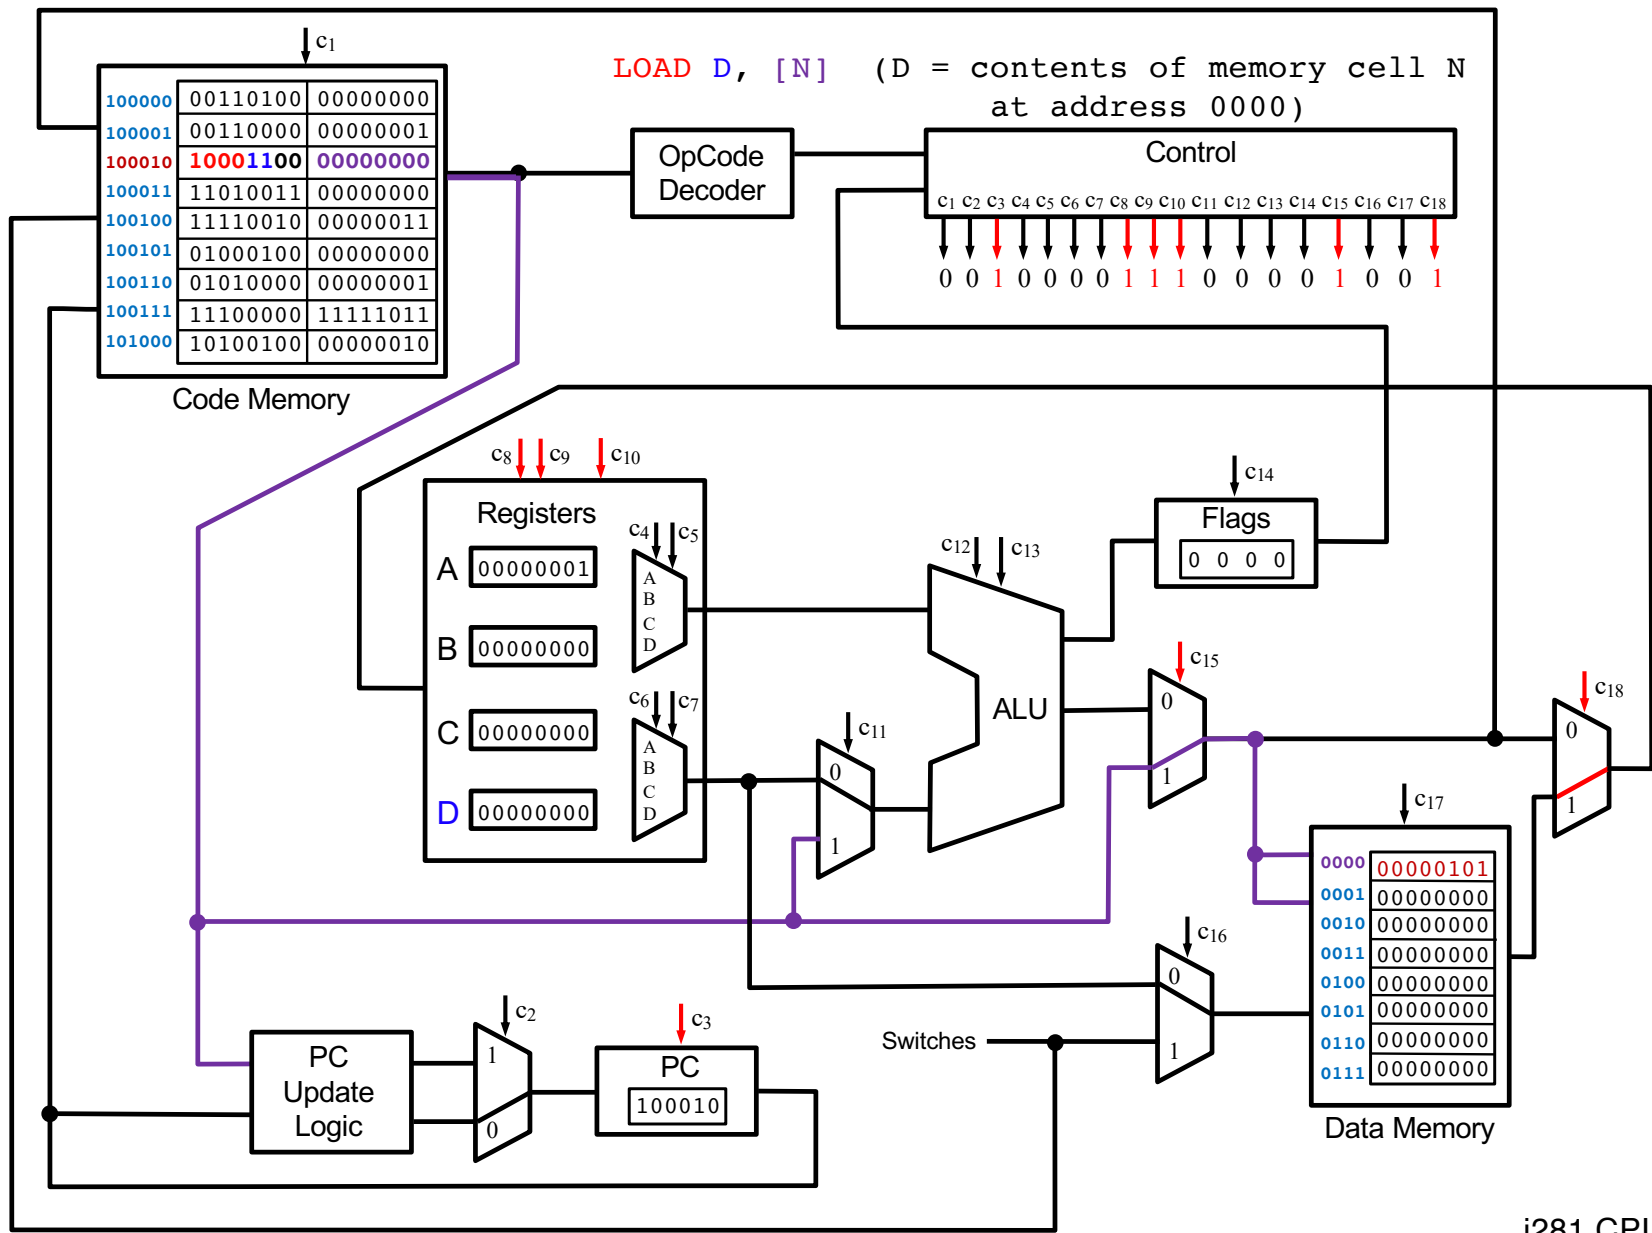 c1
LOAD D, [N] (D = contents of memory cell N
at address 0000)
100000 00110100 00000000
100001 00110000 00000001
100010 10001100 00000000
100011 11010011 00000000
100100 11110010 00000011
100101 01000100 00000000
100110 01010000 00000001
100111 11100000 11111011
101000 10100100 00000010
Code Memory
OpCode
Decoder
Control
c1 c2 c3 c4 c5 c6 c7 c8 c9 c10 c11 c12 c13 c14 c15 c16 c17 c18
0 0 1 0 0 0 0 1 1 1 0 0 0 0 1 0 0 1
c8 c9 c10
Registers
c4 c5
A 00000001
A
B
C
D
B 00000000
c6 c7
C 00000000
A
B
C
D
D 00000000
c11
0
1
c12 c13
ALU
c14
Flags
0 0 0 0
c15
0
1
c18
0
1
c17
0000 00000101
0001 00000000
0010 00000000
0011 00000000
0100 00000000
0101 00000000
0110 00000000
0111 00000000
Data Memory
c16
0
1
Switches
PC
Update
Logic
c2
1
0
c3
PC
100010
i281 CPU